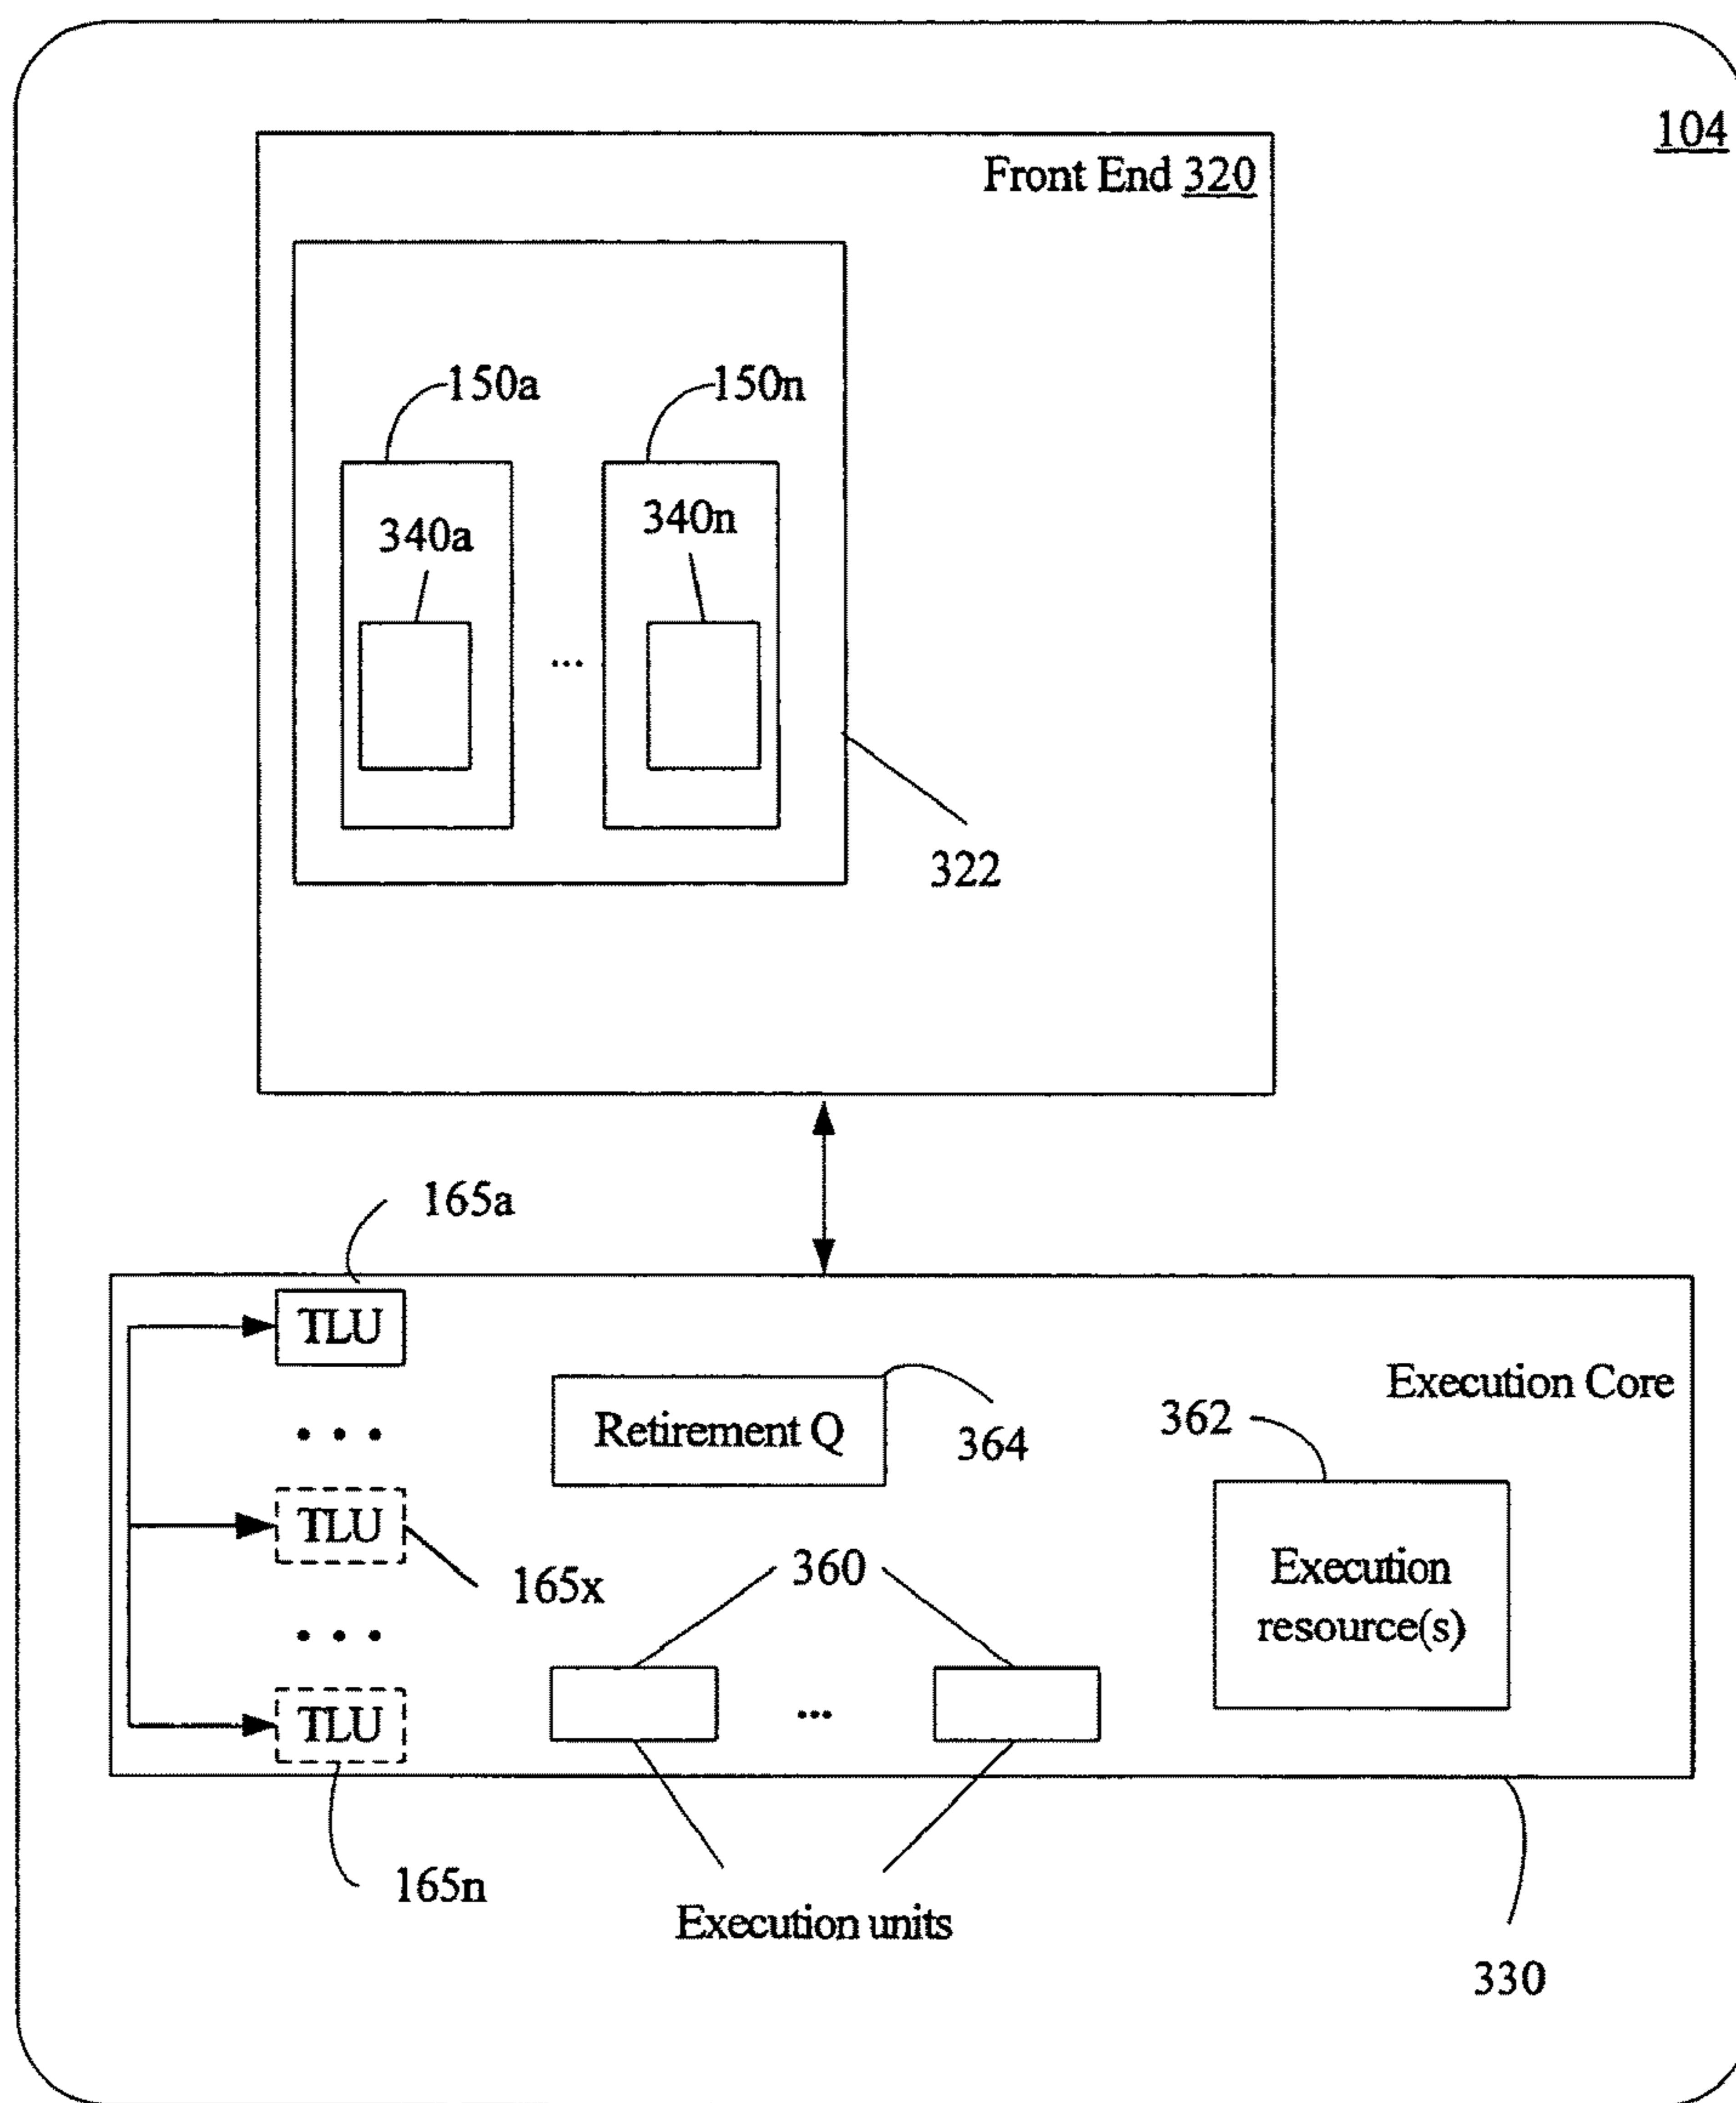 104
Front End 320
150a
150n
340a
340n
...
322
165a
TLU
Execution Core
Retirement Q
364
362
• • •
TLU
165x
360
Execution
resource(s)
• • •
TLU
...
165n
Execution units
330